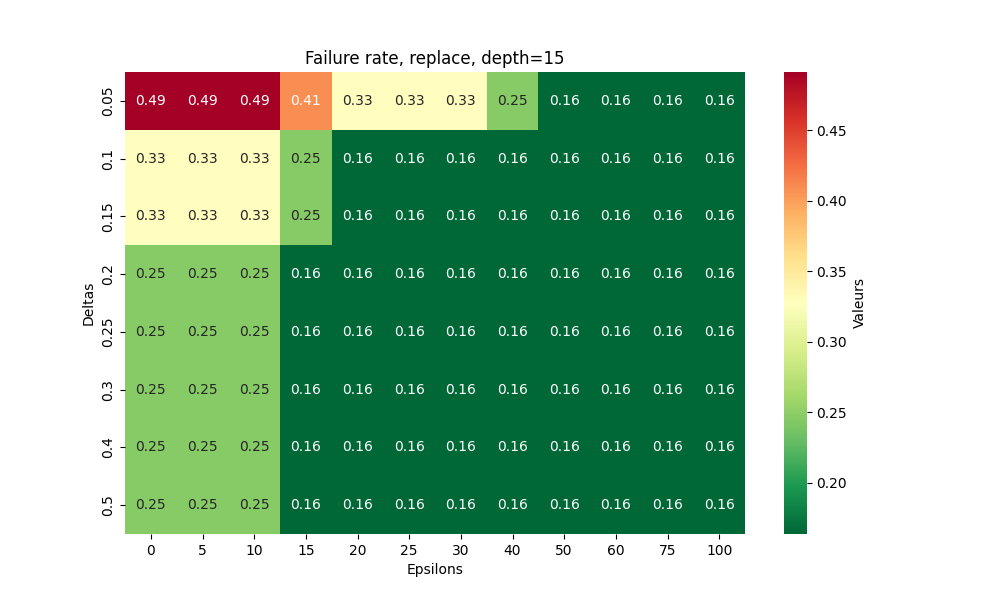 Failure rate, replace, depth=15
0.05 0.49 0.49 0.49 0.41 0.33 0.33 0.33 0.25 0.16 0.16 0.16 0.16
0.1 0.33 0.33 0.33 0.25 0.16 0.16 0.16 0.16 0.16 0.16 0.16 0.16
0.15 0.33 0.33 0.33 0.25 0.16 0.16 0.16 0.16 0.16 0.16 0.16 0.16
0.2 0.25 0.25 0.25 0.16 0.16 0.16 0.16 0.16 0.16 0.16 0.16 0.16
0.25 0.25 0.25 0.25 0.16 0.16 0.16 0.16 0.16 0.16 0.16 0.16 0.16
0.3 0.25 0.25 0.25 0.16 0.16 0.16 0.16 0.16 0.16 0.16 0.16 0.16
0.4 0.25 0.25 0.25 0.16 0.16 0.16 0.16 0.16 0.16 0.16 0.16 0.16
0.5 0.25 0.25 0.25 0.16 0.16 0.16 0.16 0.16 0.16 0.16 0.16 0.16
0 5 10 15 20 25 30 40 50 60 75 100
Epsilons
Deltas
0.45
0.40
0.35
0.30
0.25
0.20
Valeurs